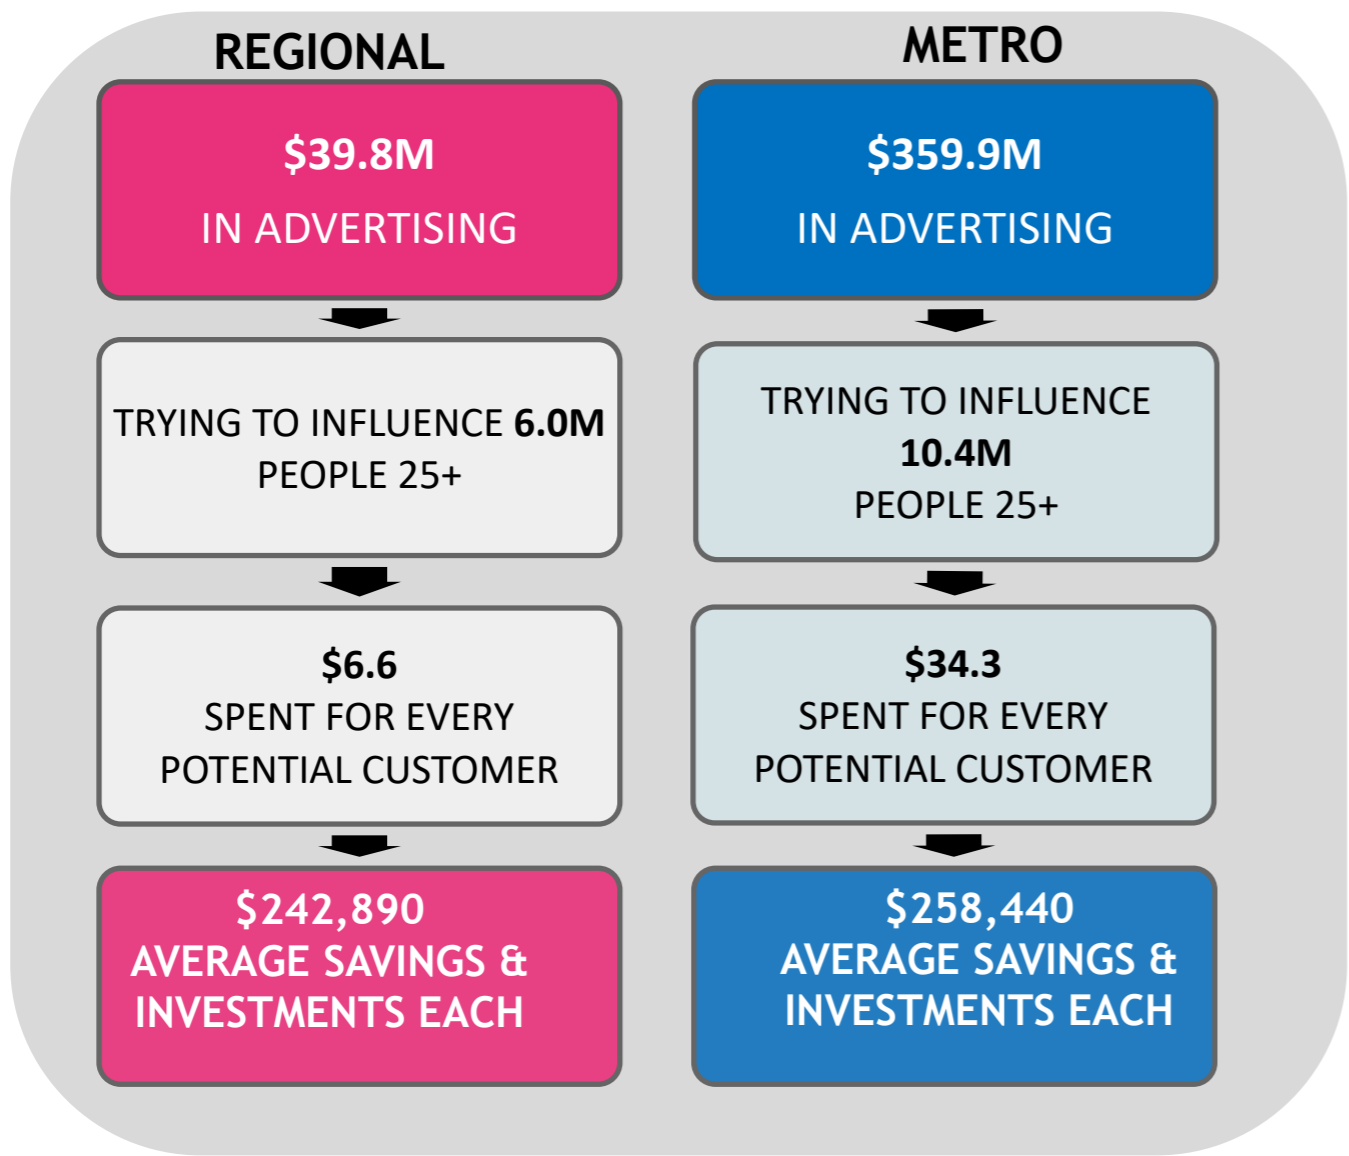 REGIONAL
$39.8M
IN ADVERTISING
TRYING TO INFLUENCE 6.0M
PEOPLE 25+
$6.6
SPENT FOR EVERY
POTENTIAL CUSTOMER
$242,890
AVERAGE SAVINGS &
INVESTMENTS EACH
METRO
$359.9M
IN ADVERTISING
TRYING TO INFLUENCE
10.4M
PEOPLE 25+
$34.3
SPENT FOR EVERY
POTENTIAL CUSTOMER
$258,440
AVERAGE SAVINGS &
INVESTMENTS EACH